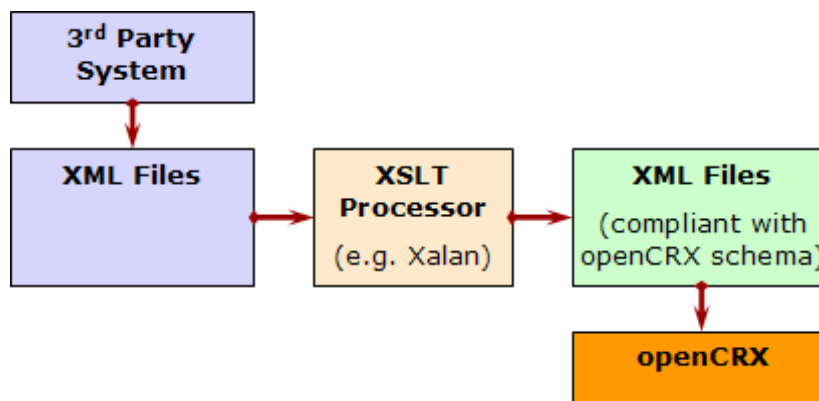 3rd Party
System
XML Files
XSLT
Processor
(e.g. Xalan)
XML Files
(compliant with
openCRX schema)
openCRX